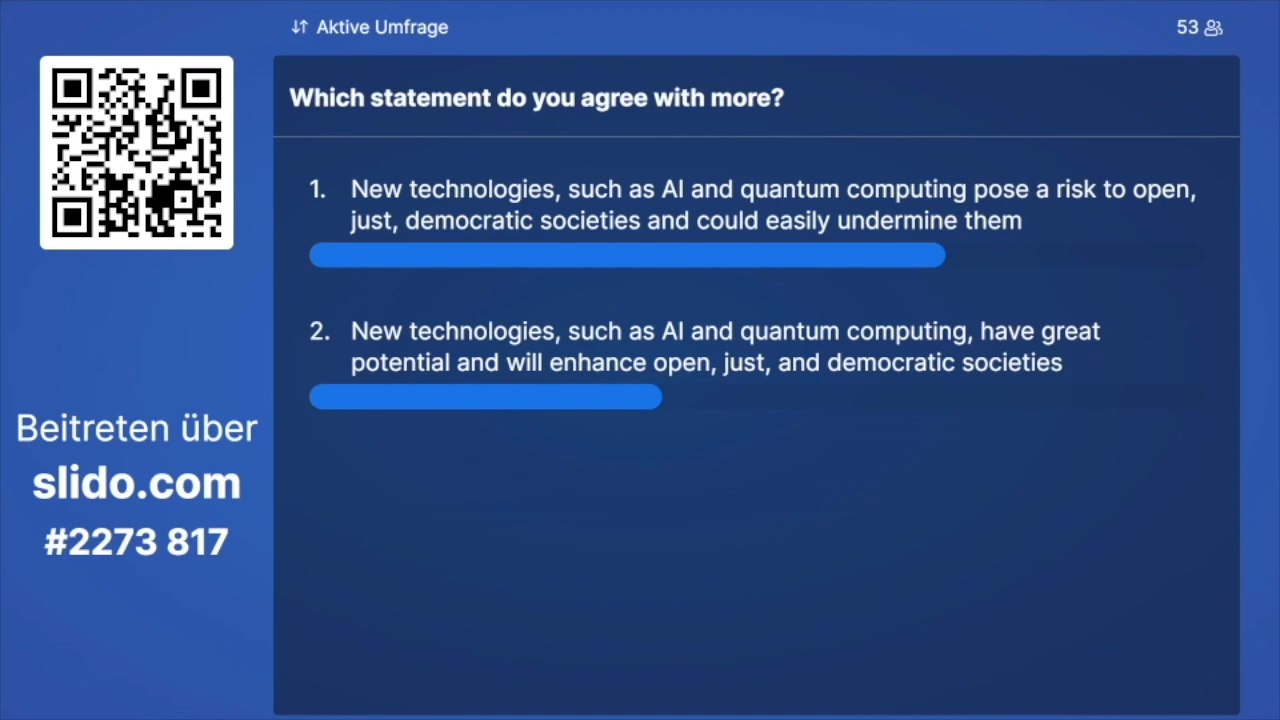 Aktive Umfrage
53
Which statement do you agree with more?
1. New technologies, such as AI and quantum computing pose a risk to open,
just, democratic societies and could easily undermine them
2. New technologies, such as AI and quantum computing, have great
potential and will enhance open, just, and democratic societies
Beitreten über
slido.com
#2273 817